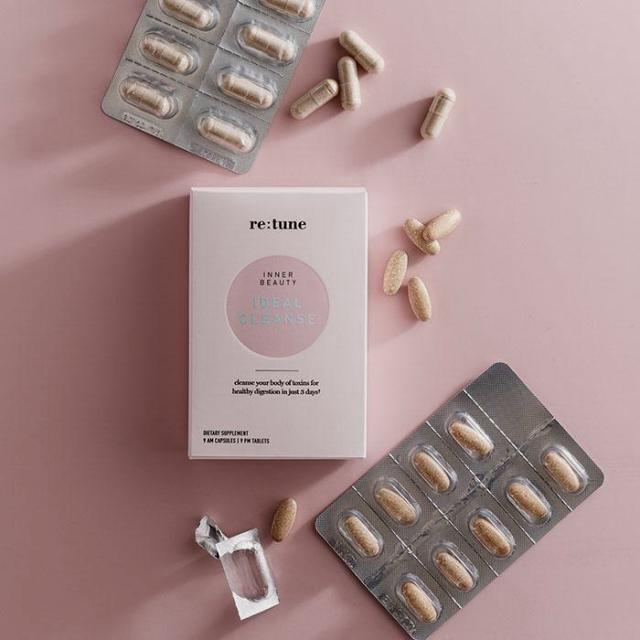 re:tune
INNER
BEAUTY
IDEAL
CLEANSE
cleanse your body of toxins for
healthy digestion in just 3 days†
DIETARY SUPPLEMENT
9 AM CAPSULES | 9 PM TABLETS